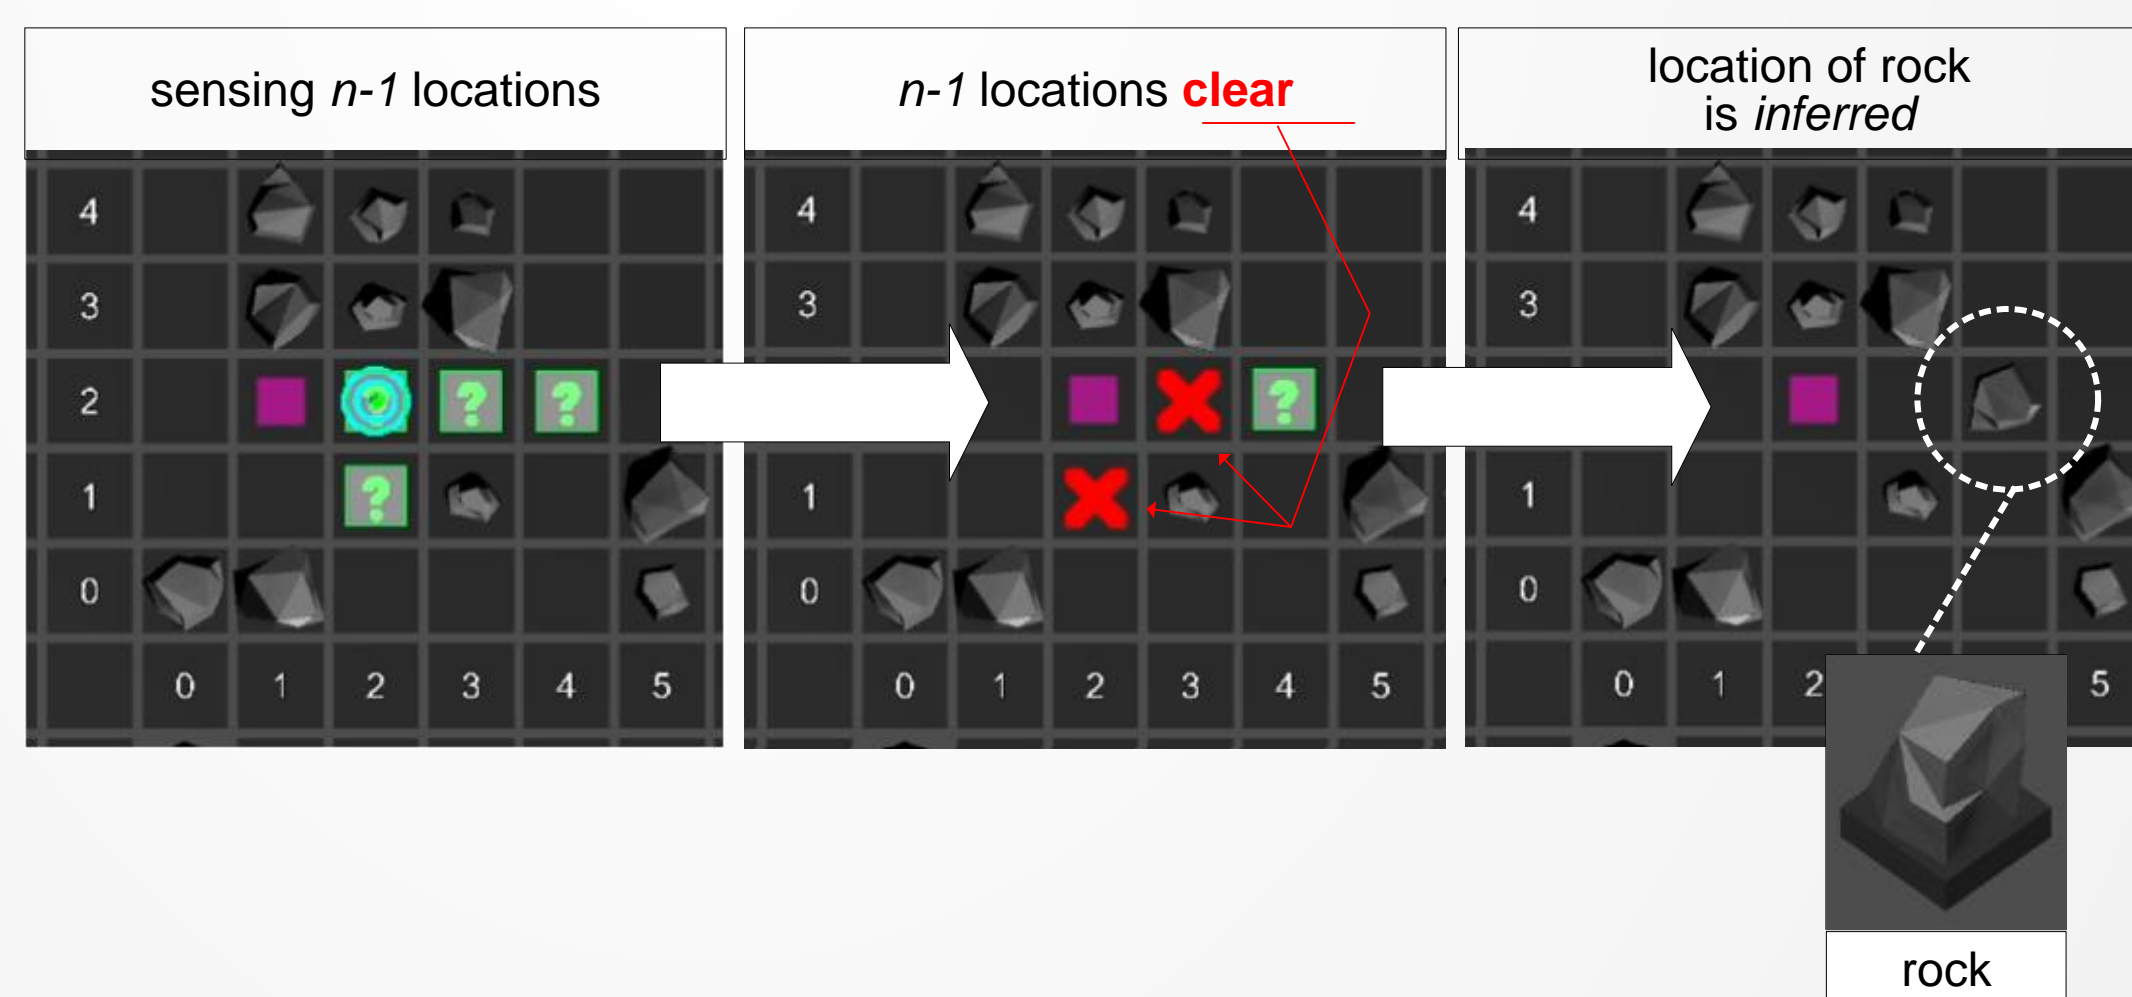 sensing n-1 locations
n-1 locations clear
location of rock
is inferred
4
3
2
1
0
0 1 2 3 4 5
? ?
?
4
3
1
0
0 1 2 3 4 5
?
4
3
1
0
0 1 2 5
rock